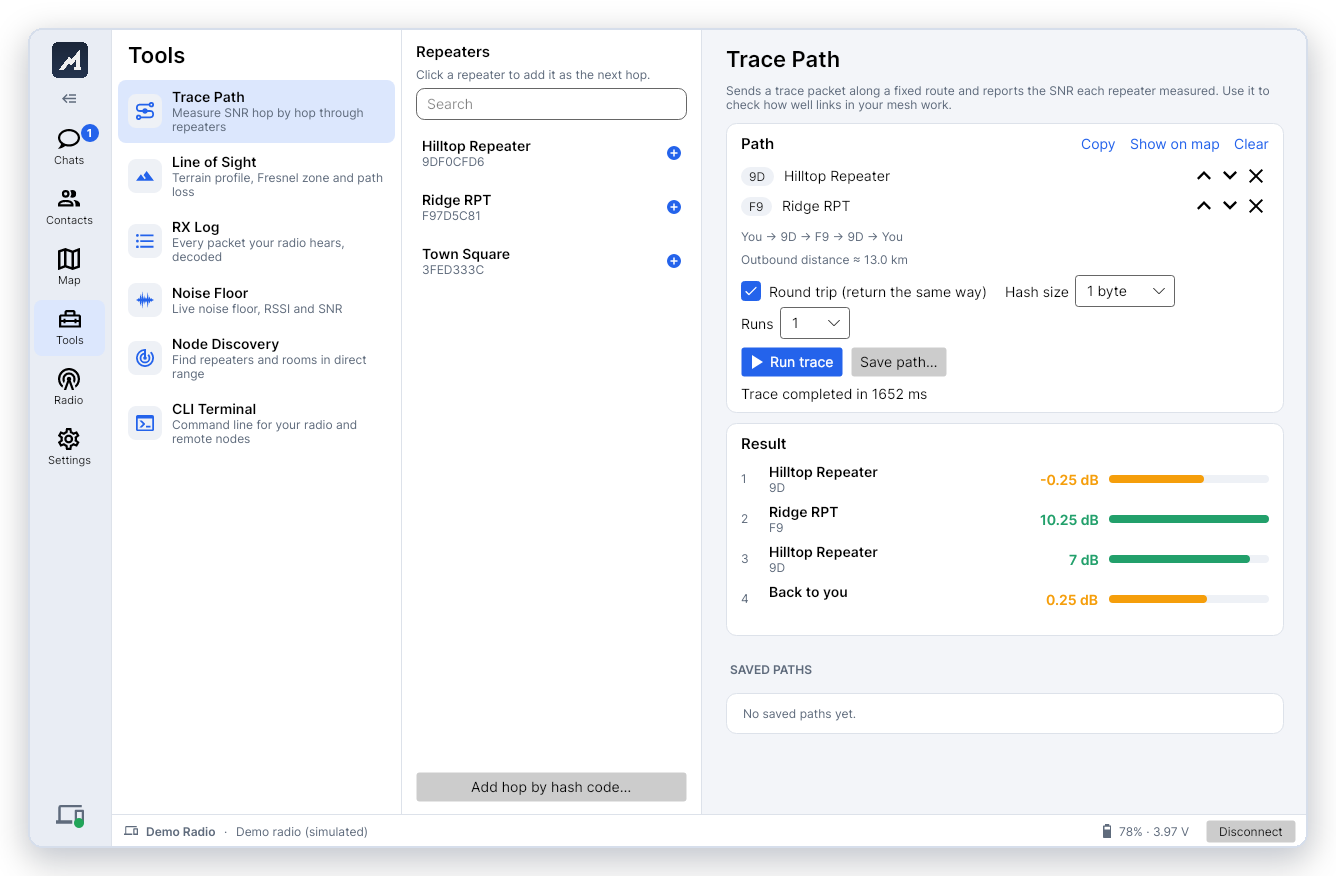 Tools
Repeaters
Trace Path
Click a repeater to add it as the next hop.
Search
Trace Path
Measure SNR hop by hop through
repeaters
Line of Sight
Terrain profile, Fresnel zone and path
loss
RX Log
Every packet your radio hears,
decoded
Noise Floor
Live noise floor, RSSI and SNR
Node Discovery
Find repeaters and rooms in direct
range
CLI Terminal
Command line for your radio and
remote nodes
1
Chats
Contacts
Map
Tools
Radio
Settings
Hilltop Repeater
9DF0CFD6
Ridge RPT
F97D5C81
Town Square
3FED333C
Add hop by hash code...
Sends a trace packet along a fixed route and reports the SNR each repeater measured. Use it to
check how well links in your mesh work.
Path
Copy Show on map Clear
9D Hilltop Repeater
F9 Ridge RPT
You → 9D → F9 → 9D → You
Outbound distance ≈ 13.0 km
Round trip (return the same way) Hash size 1 byte
Runs 1
Run trace Save path...
Trace completed in 1652 ms
Result
1 Hilltop Repeater -0.25 dB
9D
2 Ridge RPT 10.25 dB
F9
3 Hilltop Repeater 7 dB
9D
4 Back to you 0.25 dB
SAVED PATHS
No saved paths yet.
Demo Radio · Demo radio (simulated)
78% · 3.97 V
Disconnect